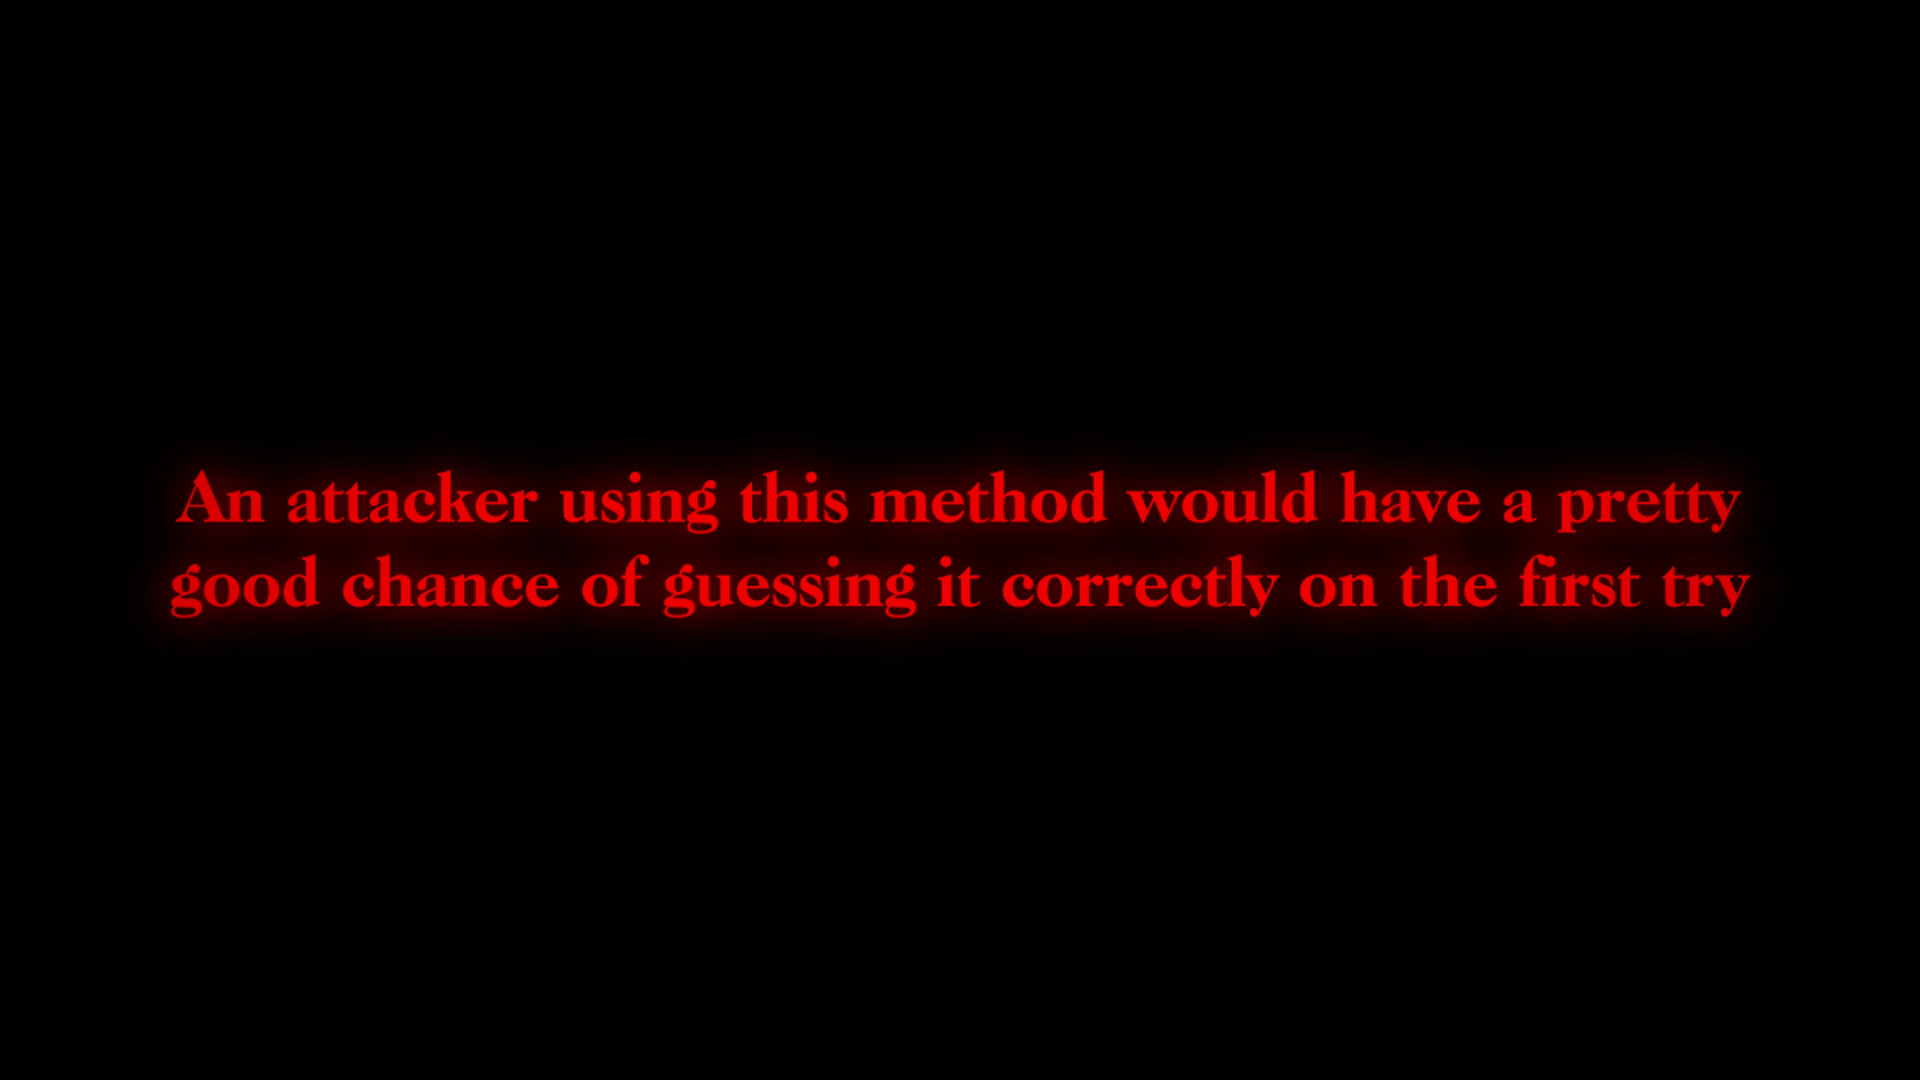 An attacker using this method would have a pretty
good chance of guessing it correctly on the first try